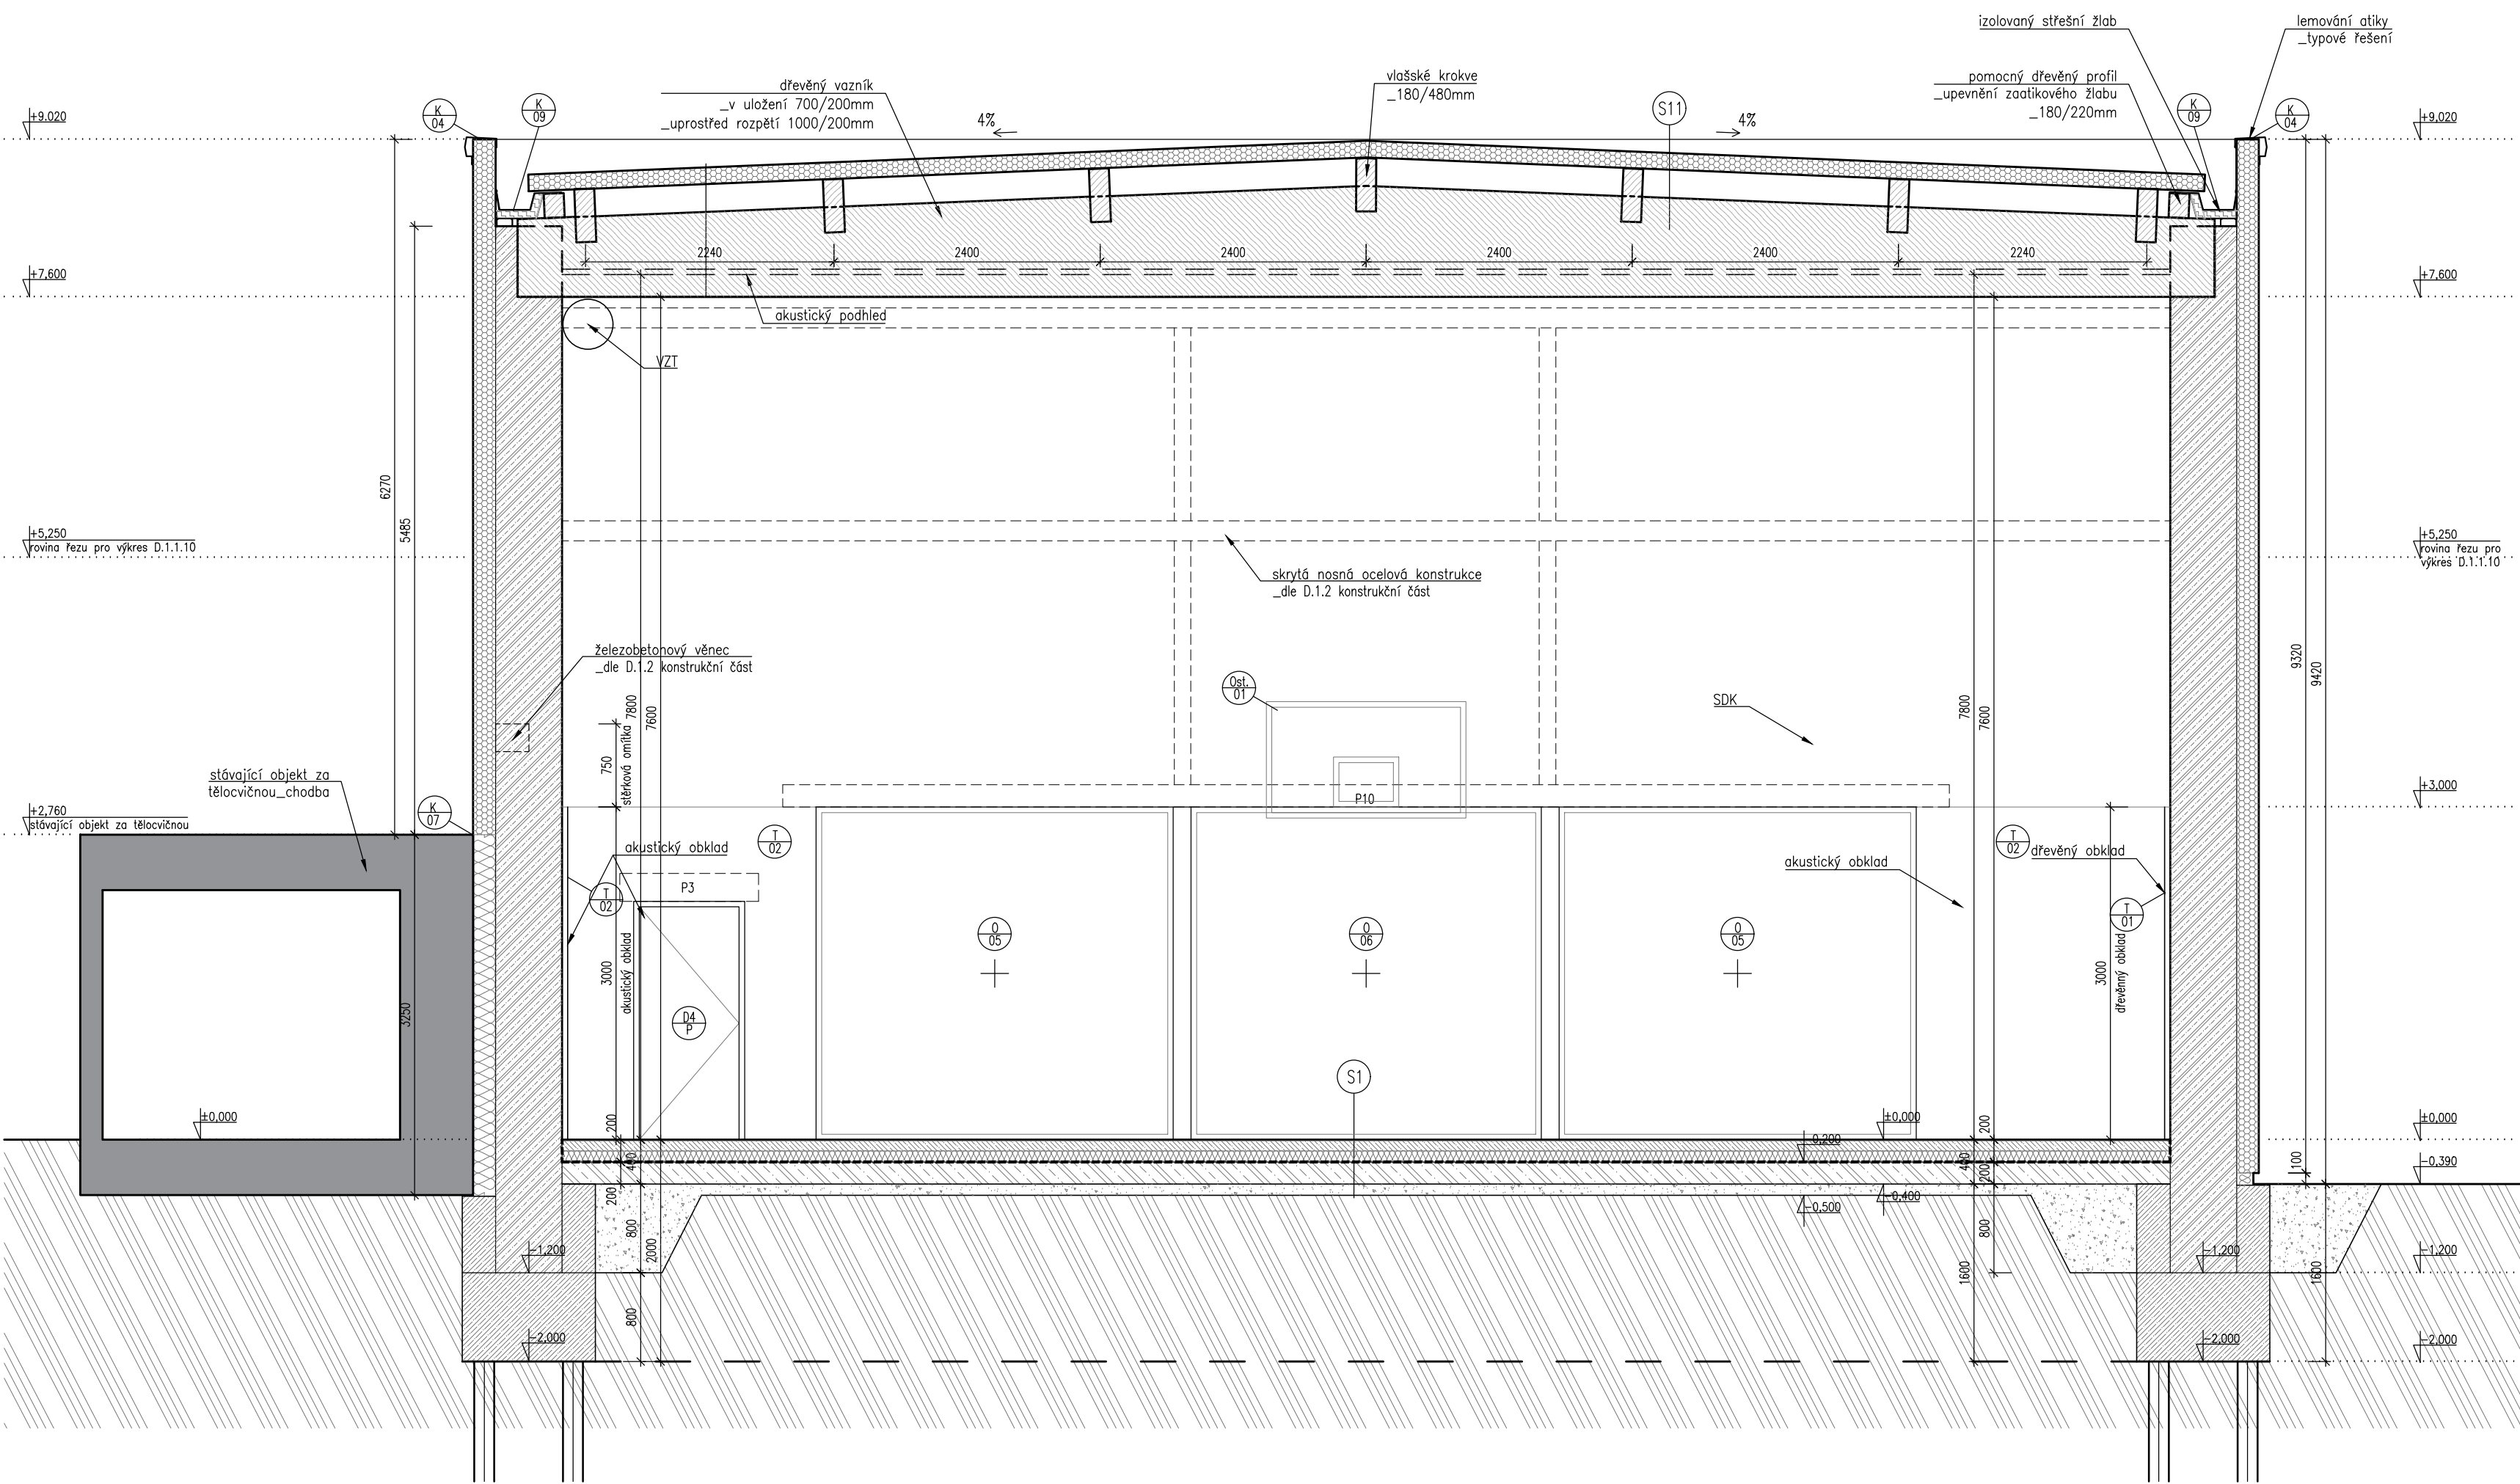 izolovaný střešní žlab
lemování atiky
_typové řešení
dřevěný vazník
_v uložení 700/200mm
_uprostřed rozpětí 1000/200mm
vlašské krokve
_180/480mm
pomocný dřevěný profil
_upevnění zaatikového žlabu
_180/220mm
K
04
K
09
S11
K
09
K
04
4%
4%
+9.020
+9,020
2240
2400
2400
2400
2400
2240
+7,600
+7,600
akustický podhled
VZT
6270
5485
+5,250
rovina řezu pro výkres D.1.1.10
+5,250
rovina řezu pro
výkres D.1.1.10
skrytá nosná ocelová konstrukce
_dle D.1.2 konstrukční část
železobetonový věnec
_dle D.1.2 konstrukční část
7800
7600
750
stěrková omítka
Ost.
01
SDK
7800
7600
9320
9420
stávající objekt za
tělocvičnou_chodba
K
07
+2,760
stávající objekt za tělocvičnou
+3,000
P10
akustický obklad
T
02
P3
T
02
akustický obklad
T
02
dřevěný obklad
T
01
3000
akustický obklad
O
05
O
06
O
05
3000
dřevěnný obklad
3250
D4
P
S1
±0,000
200
±0,000
200
±0,000
-0,200
400
400
200
100
-0,390
200
-0,500
-0,400
800
2000
800
-1,200
-1,200
-1,200
1600
1600
800
-2,000
-2,000
-2,000